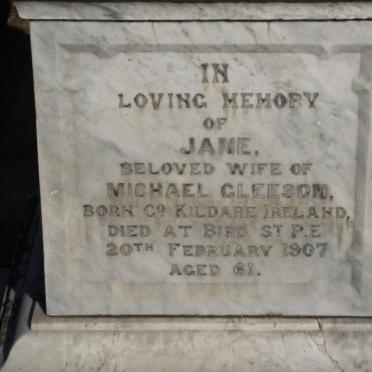 IN
LOVING MEMORY
OF
JANE,
BELOVED WIFE OF
MICHAEL GLEESON,
BORN CO KILDARE IRELAND,
DIED AT BIRD ST P.E
20TH FEBRUARY 1907
AGED 61.